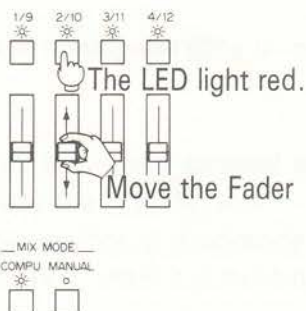 1/9 2/10 3/11 4/12
The LED light red.
Move the Fader
MIX MODE
COMPU MANUAL